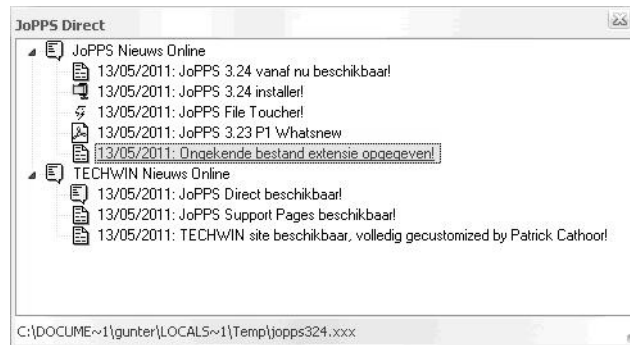 JoPPS Direct
JoPPS Nieuws Online
13/05/2011: JoPPS 3.24 vanaf nu beschikbaar!
13/05/2011: JoPPS 3.24 installer!
13/05/2011: JoPPS File Toucher!
13/05/2011: JoPPS 3.23 P1 Whatsnew
13/05/2011: Ongekende bestand extensie opgegeven!
TECHWIN Nieuws Online
13/05/2011: JoPPS Direct beschikbaar!
13/05/2011: JoPPS Support Pages beschikbaar!
13/05/2011: TECHWIN site beschikbaar, volledig gecustomized by Patrick Cathoor!
C:\DOCUME~1\gunter\LOCALS~1\Temp\jopps324.xxx